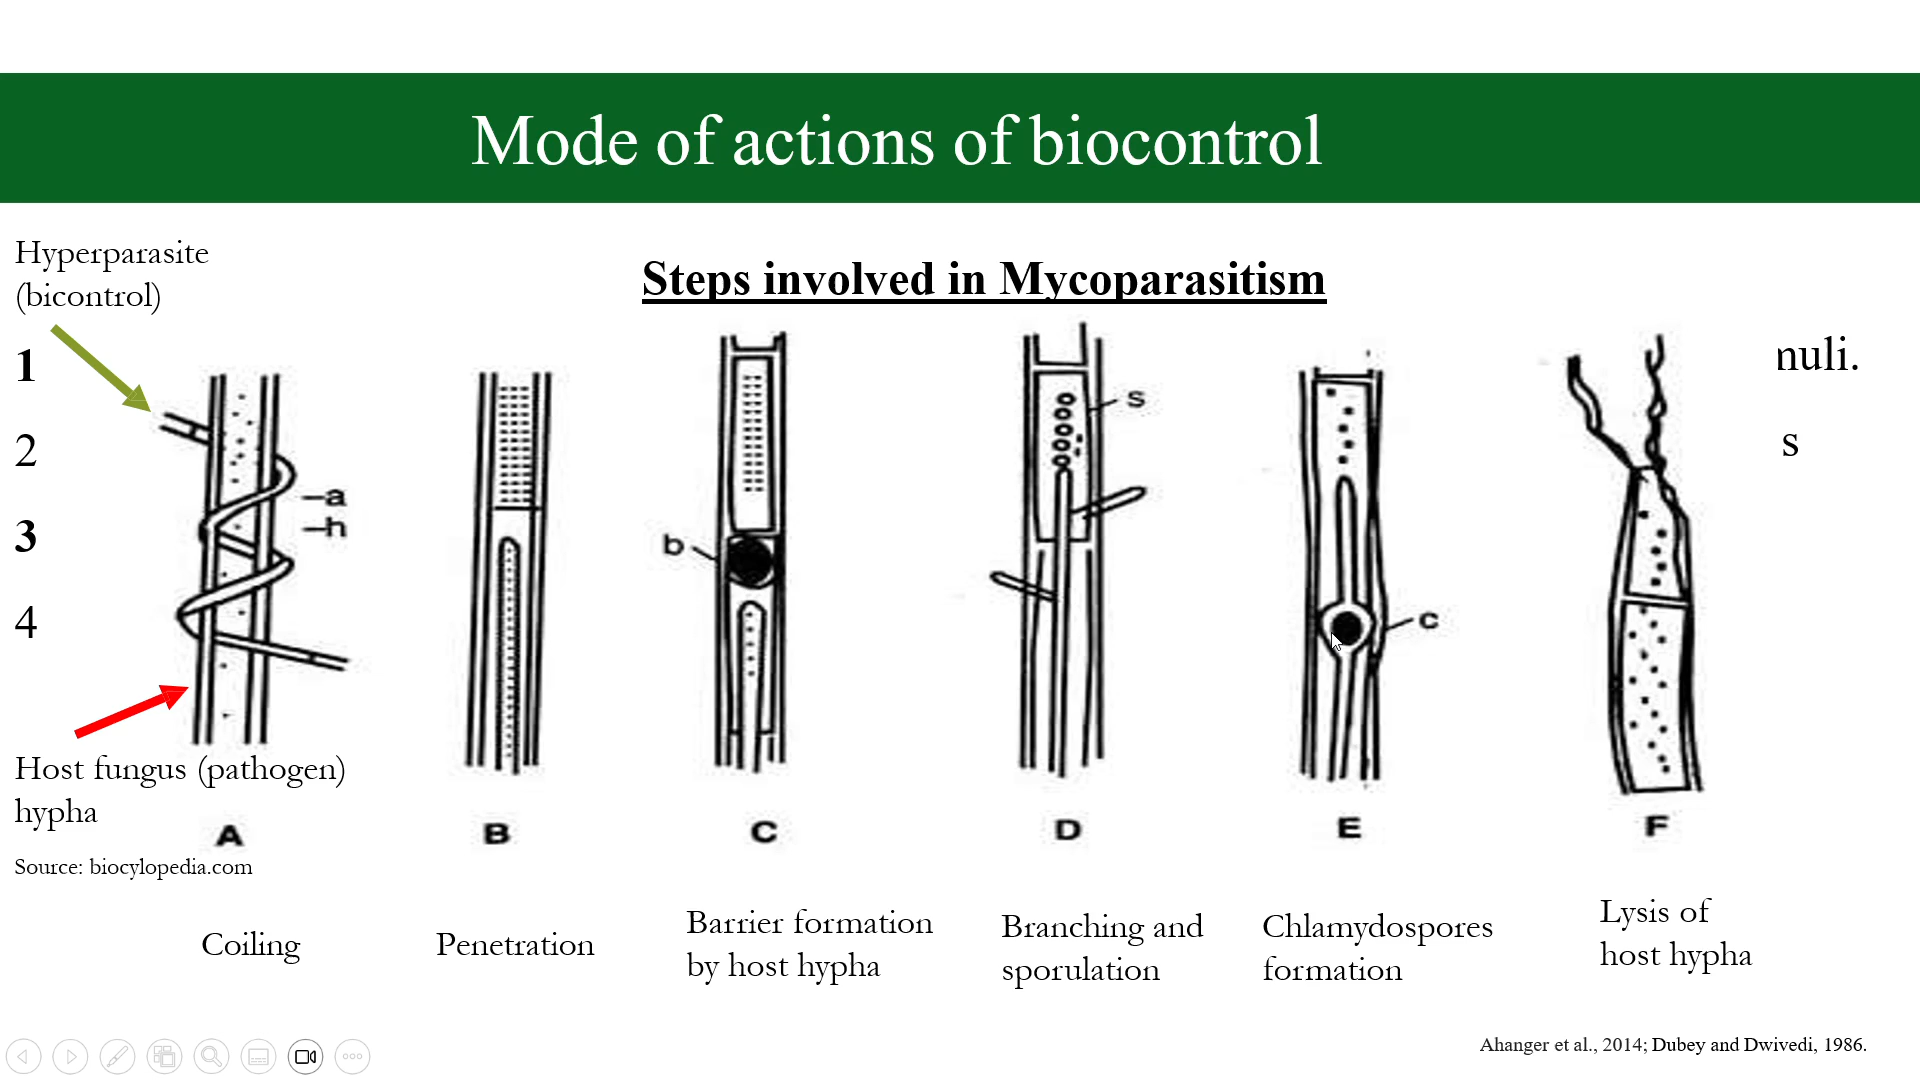 Mode of actions of biocontrol
Hyperparasite
(bicontrol)
Steps involved in Mycoparasitism
1
2
3
4
nuli.
s
a
h
b
s
c
Host fungus (pathogen)
hypha
A
B
C
D
E
F
Source: biocylopedia.com
Coiling
Penetration
Barrier formation
by host hypha
Branching and
sporulation
Chlamydospores
formation
Lysis of
host hypha
Ahanger et al., 2014; Dubey and Dwivedi, 1986.